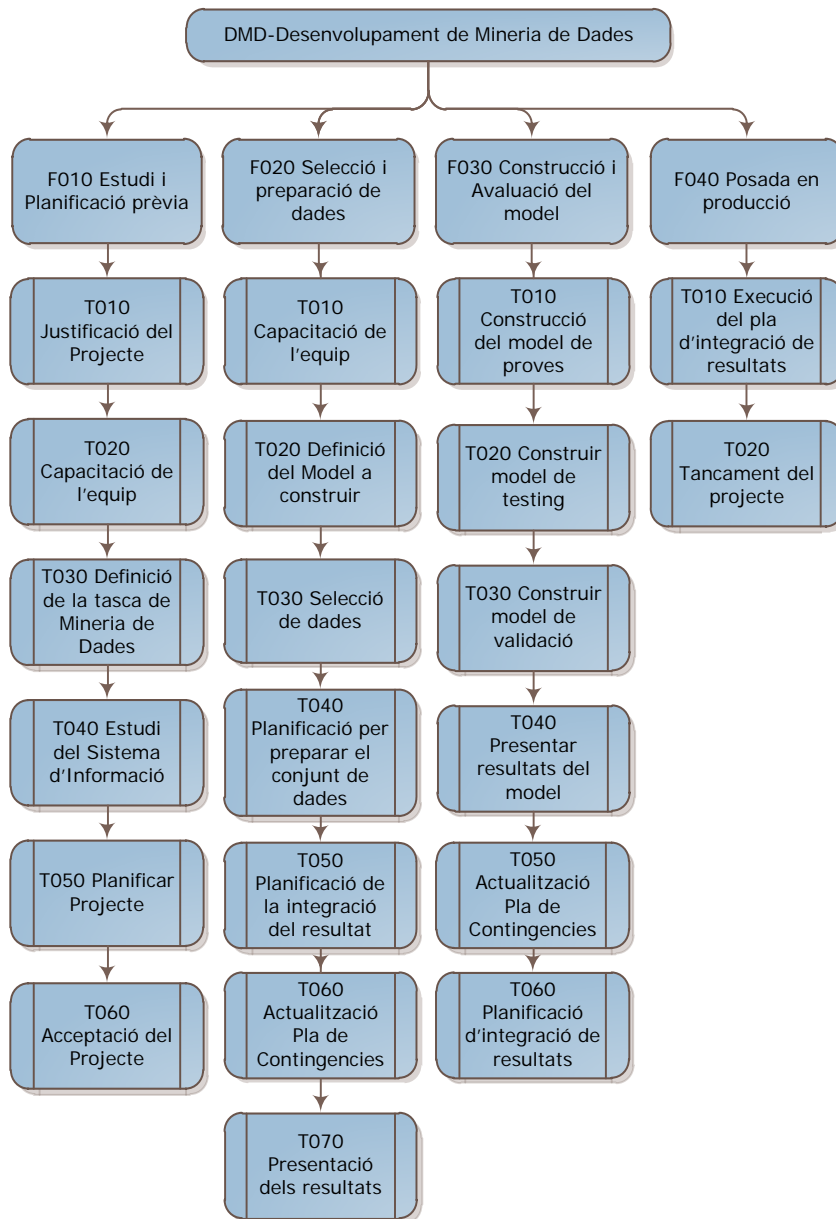 DMD-Desenvolupament de Mineria de Dades
F010 Estudi i
Planificació prèvia
T010
Justificació del
Projecte
T020
Capacitació de
l'equip
T030 Definició
de la tasca de
Mineria de
Dades
T040 Estudi
del Sistema
d'Informació
T050 Planificar
Projecte
T060
Acceptació del
Projecte
F020 Selecció i
preparació de
dades
T010
Capacitació de
l'equip
T020 Definició
del Model a
construir
T030 Selecció
de dades
T040
Planificació per
preparar el
conjunt de
dades
T050
Planificació de
la integració
del resultat
T060
Actualització
Pla de
Contingencies
T070
Presentació
dels resultats
F030 Construcció i
Avaluació del
model
T010
Construcció
del model de
proves
T020 Construir
model de
testing
T030 Construir
model de
validació
T040
Presentar
resultats del
model
T050
Actualització
Pla de
Contingencies
T060
Planificació
d'integració de
resultats
F040 Posada en
producció
T010 Execució
del pla
d'integració de
resultats
T020
Tancament del
projecte